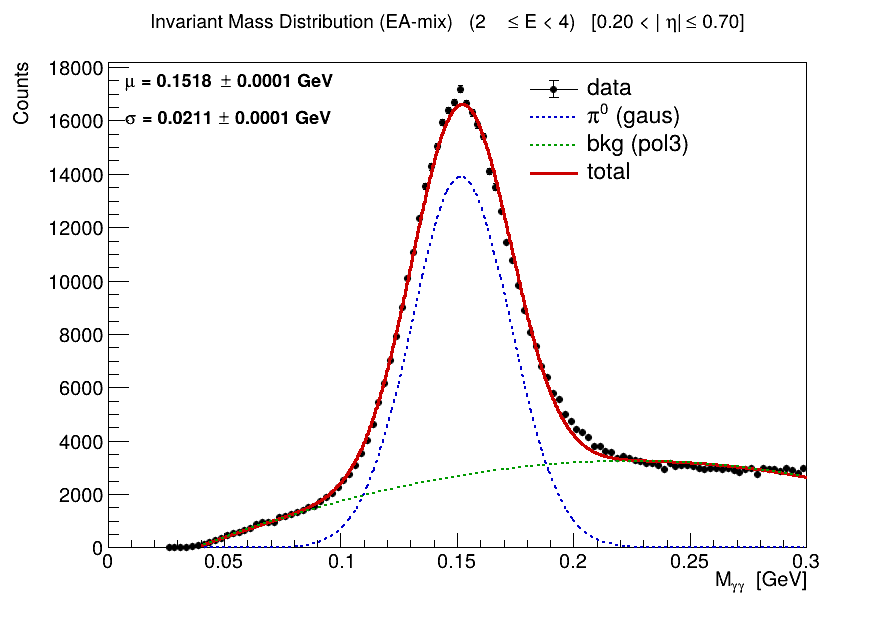 Invariant Mass Distribution (EA-mix) (2 ≤ E < 4) [0.20 < | η| ≤ 0.70]
Counts
μ = 0.1518 ± 0.0001 GeV
σ = 0.0211 ± 0.0001 GeV
data
π⁰ (gaus)
bkg (pol3)
total
18000
16000
14000
12000
10000
8000
6000
4000
2000
0
0 0.05 0.1 0.15 0.2 0.25 0.3
Mγγ [GeV]